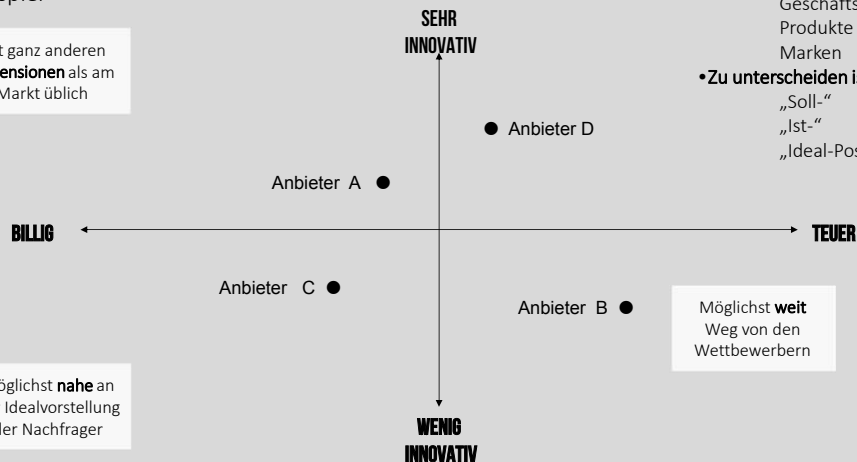 SEHR
INNOVATIV
t ganz anderen
ensionen als am
Markt üblich
Geschäfts
Produkte
Marken
•Zu unterscheiden i
„Soll-“
„Ist-“
„Ideal-Pos
Anbieter D
Anbieter A
BILLIG
TEUER
Anbieter C
Anbieter B
Möglichst weit
Weg von den
Wettbewerbern
öglichst nahe an
Idealvorstellung
der Nachfrager
WENIG
INNOVATIV